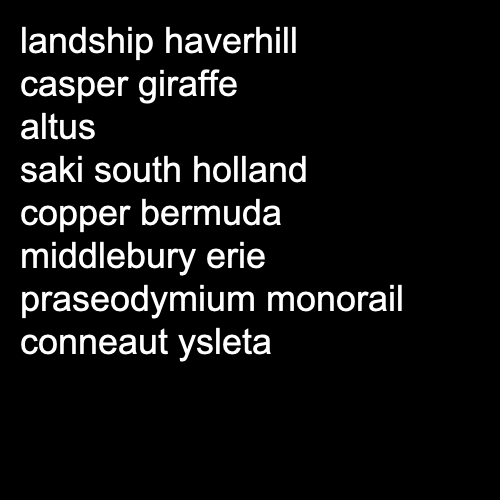 landship haverhill
casper giraffe
altus
saki south holland
copper bermuda
middlebury erie
praseodymium monorail
conneaut ysleta